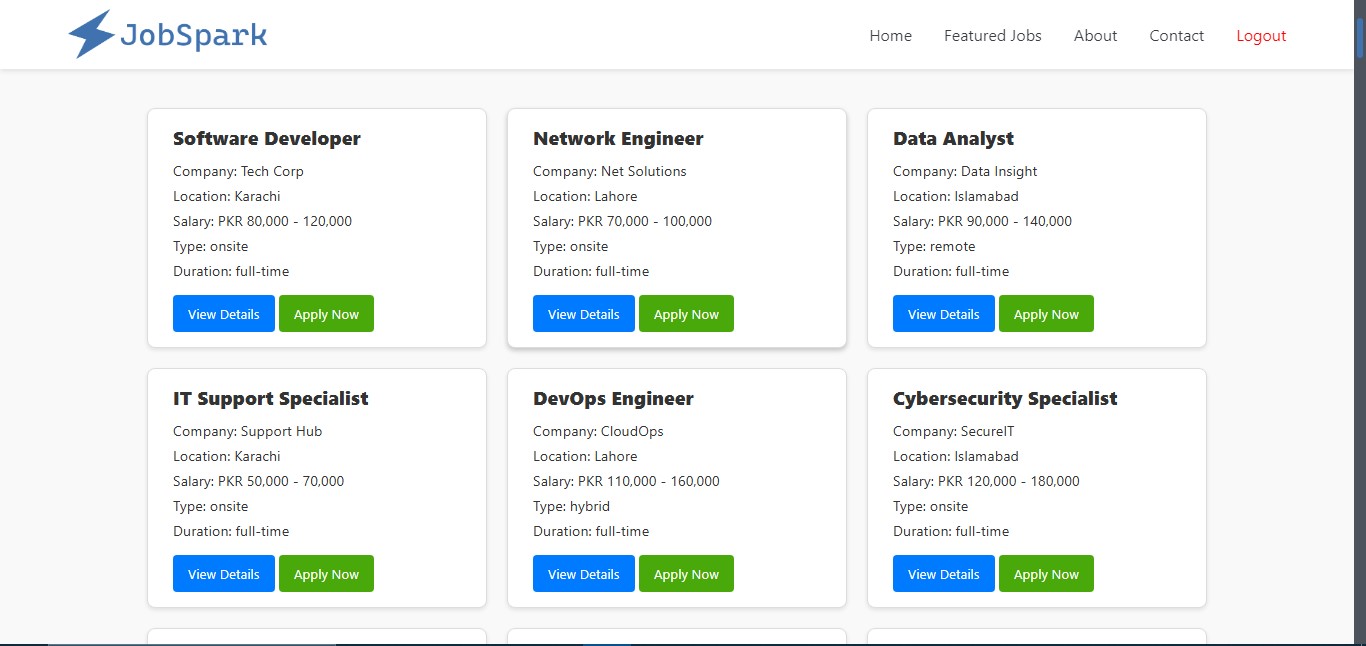 JobSpark
Home Featured Jobs About Contact Logout
Software Developer
Company: Tech Corp
Location: Karachi
Salary: PKR 80,000 - 120,000
Type: onsite
Duration: full-time
View Details Apply Now
Network Engineer
Company: Net Solutions
Location: Lahore
Salary: PKR 70,000 - 100,000
Type: onsite
Duration: full-time
View Details Apply Now
Data Analyst
Company: Data Insight
Location: Islamabad
Salary: PKR 90,000 - 140,000
Type: remote
Duration: full-time
View Details Apply Now
IT Support Specialist
Company: Support Hub
Location: Karachi
Salary: PKR 50,000 - 70,000
Type: onsite
Duration: full-time
View Details Apply Now
DevOps Engineer
Company: CloudOps
Location: Lahore
Salary: PKR 110,000 - 160,000
Type: hybrid
Duration: full-time
View Details Apply Now
Cybersecurity Specialist
Company: SecureIT
Location: Islamabad
Salary: PKR 120,000 - 180,000
Type: onsite
Duration: full-time
View Details Apply Now